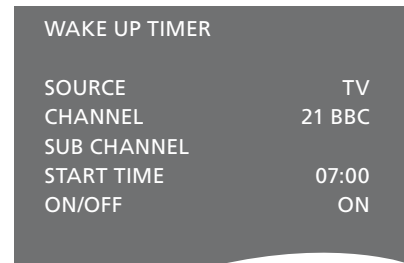 WAKE UP TIMER
SOURCE TV
CHANNEL 21 BBC
SUB CHANNEL
START TIME 07:00
ON/OFF ON